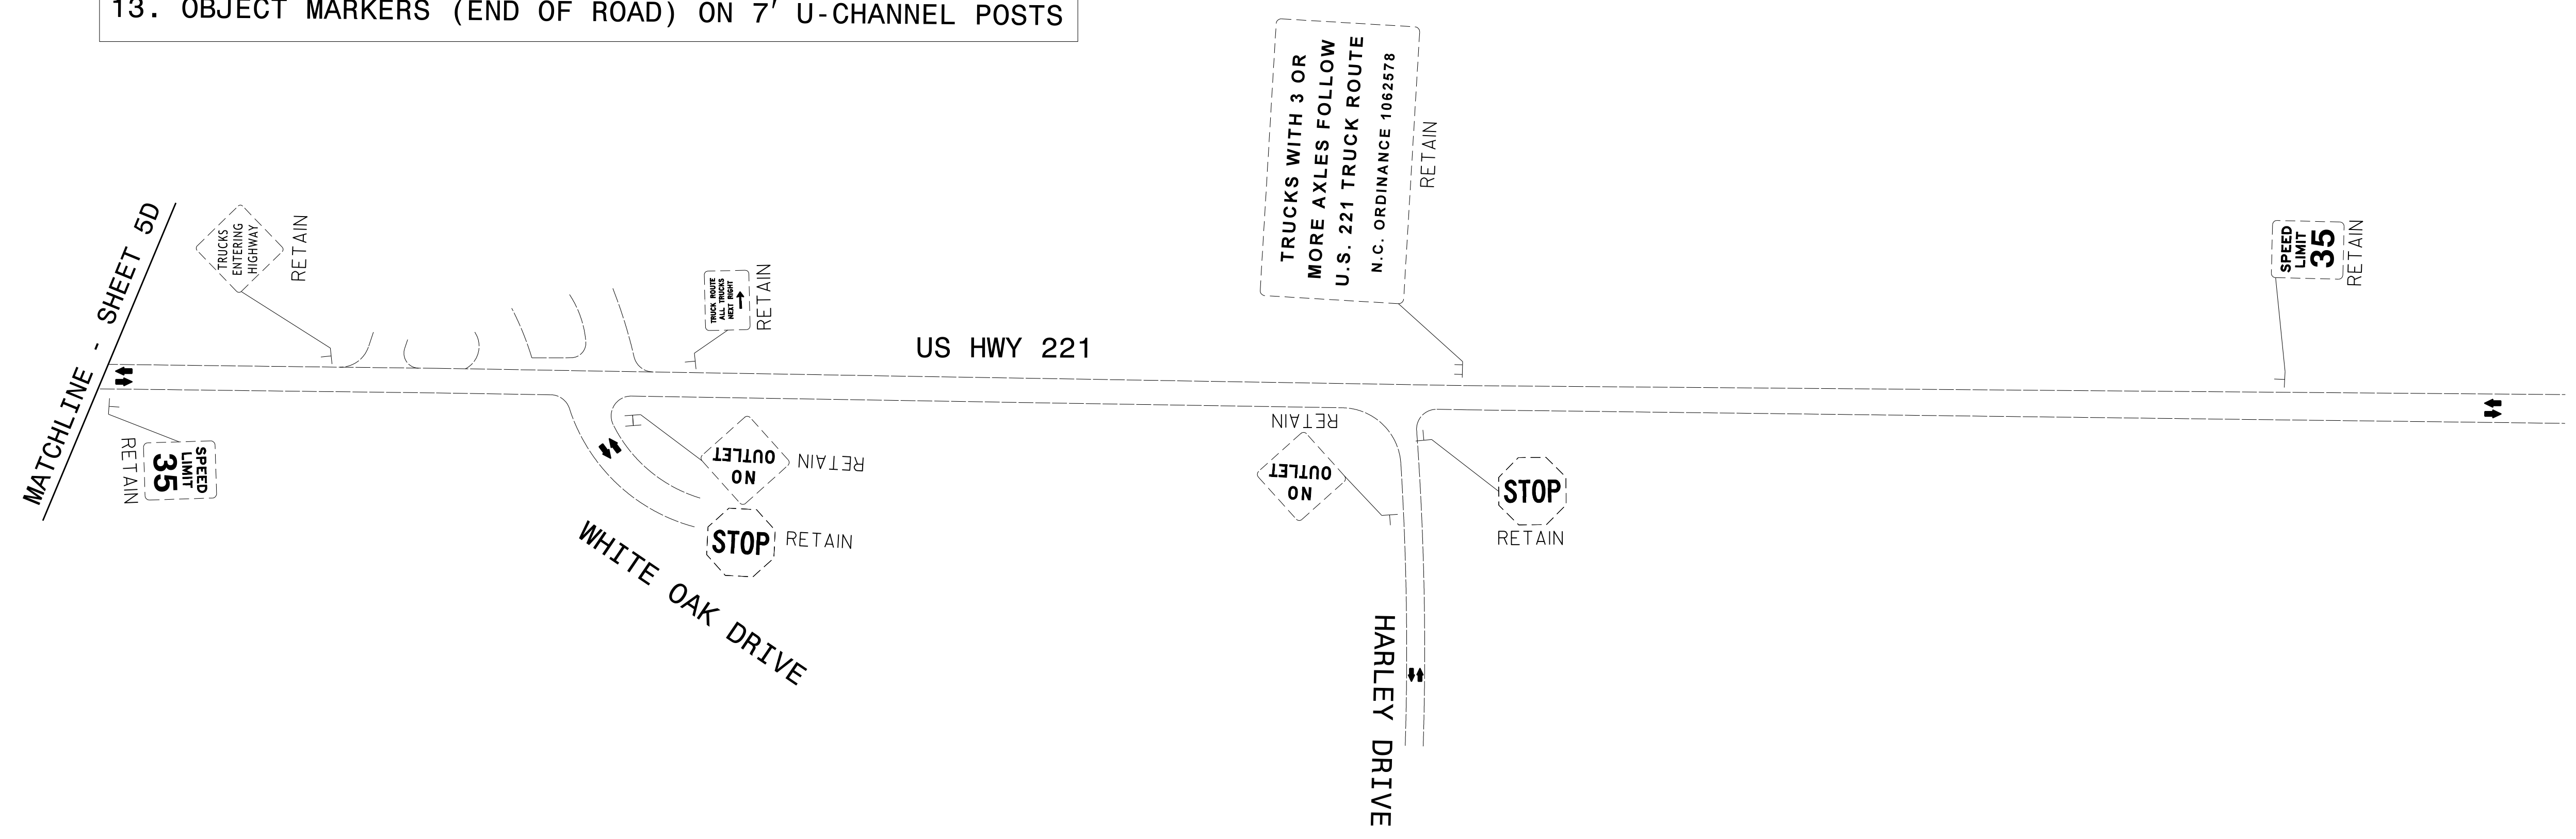 13. OBJECT MARKERS (END OF ROAD) ON 7' U-CHANNEL POSTS
MATCHLINE - SHEET 5D
TRUCKS
ENTERING
HIGHWAY
RETAIN
TRUCK ROUTE
ALL TRUCKS
NEXT RIGHT
RETAIN
US HWY 221
TRUCKS WITH 3 OR
MORE AXLES FOLLOW
U.S. 221 TRUCK ROUTE
N.C. ORDINANCE 1062578
RETAIN
SPEED
LIMIT
35
RETAIN
SPEED
LIMIT
35
RETAIN
NO
OUTLET
RETAIN
STOP
RETAIN
WHITE OAK DRIVE
NO
OUTLET
RETAIN
STOP
RETAIN
HARLEY DRIVE